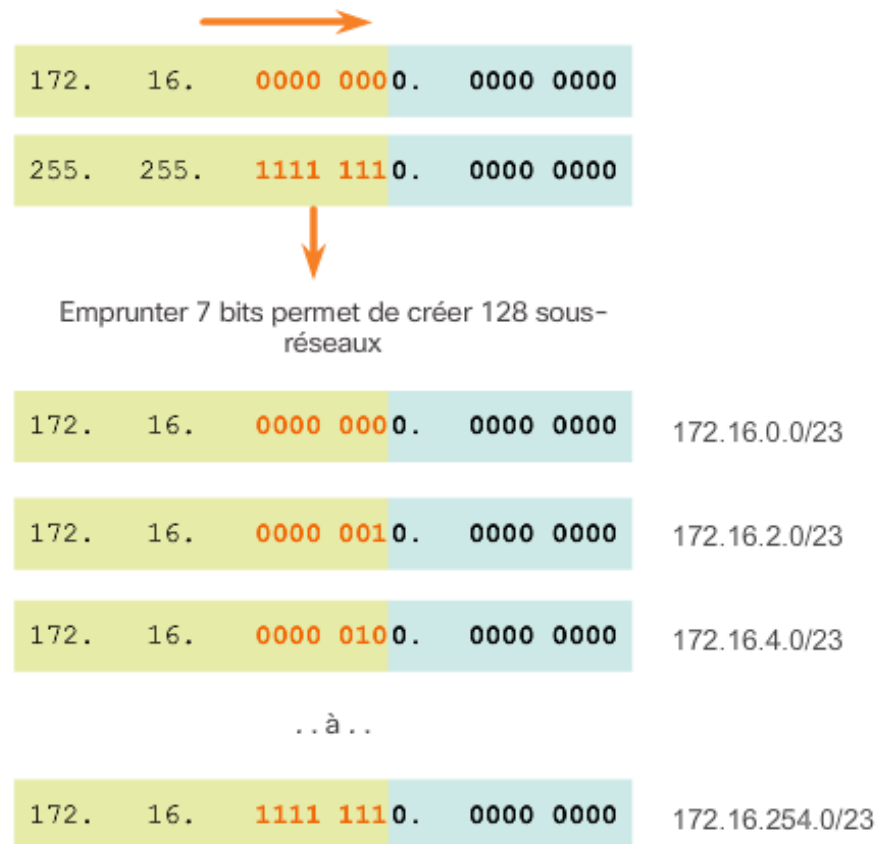 172. 16. 0000 0000. 0000 0000
255. 255. 1111 1110. 0000 0000
Emprunter 7 bits permet de créer 128 sous-
réseaux
172. 16. 0000 0000. 0000 0000 172.16.0.0/23
172. 16. 0000 0010. 0000 0000 172.16.2.0/23
172. 16. 0000 0100. 0000 0000 172.16.4.0/23
. . à . .
172. 16. 1111 1110. 0000 0000 172.16.254.0/23